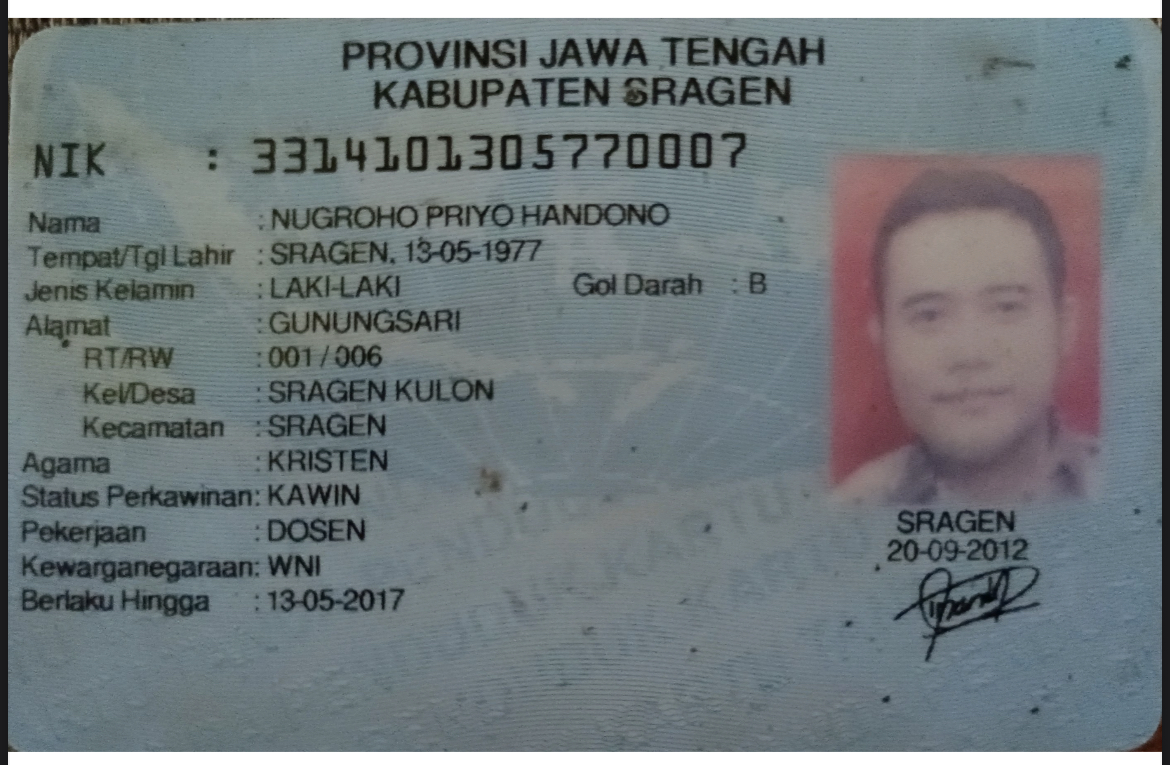 PROVINSI JAWA TENGAH
KABUPATEN SRAGEN
NIK : 3314101305770007
Nama : NUGROHO PRIYO HANDONO
Tempat/Tgl Lahir : SRAGEN, 13-05-1977
Jenis Kelamin : LAKI-LAKI Gol Darah : B
Alamat : GUNUNGSARI
RT/RW : 001 / 006
Kel/Desa : SRAGEN KULON
Kecamatan : SRAGEN
Agama : KRISTEN
Status Perkawinan: KAWIN
Pekerjaan : DOSEN
Kewarganegaraan: WNI
Berlaku Hingga : 13-05-2017
SRAGEN
20-09-2012